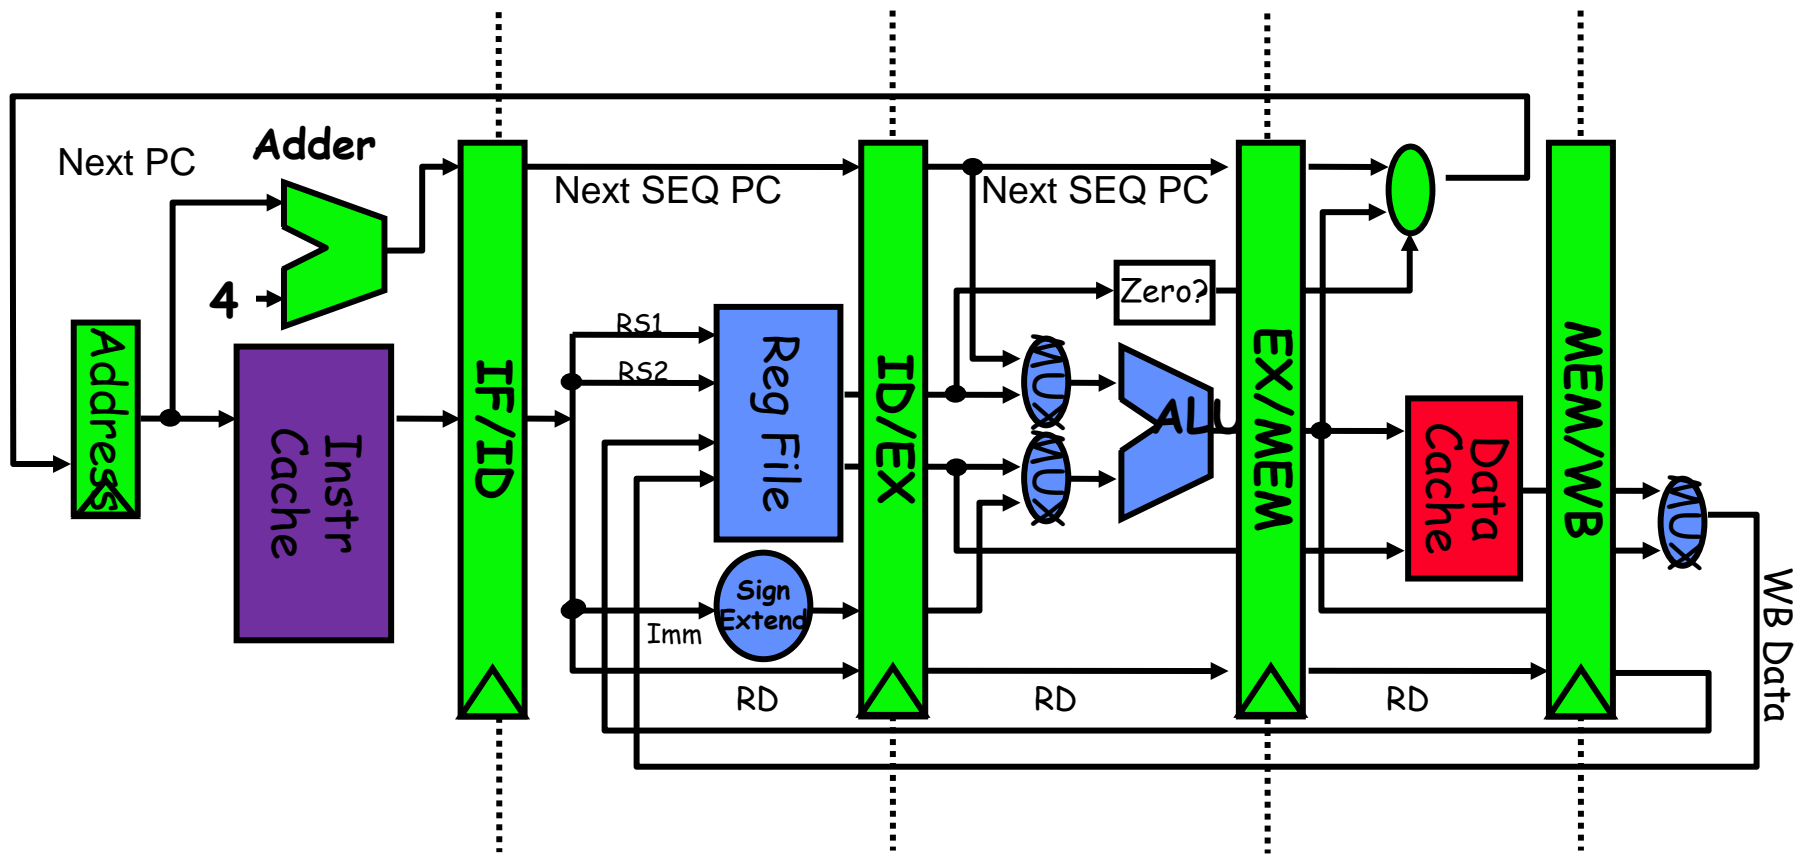 Next PC
Adder
4
Address
Instr
Cache
IF/ID
Next SEQ PC
RS1
RS2
Reg File
Sign
Extend
Imm
RD
ID/EX
Next SEQ PC
Zero?
MUX
MUX
ALU
RD
EX/MEM
Data
Cache
RD
MEM/WB
MUX
WB Data